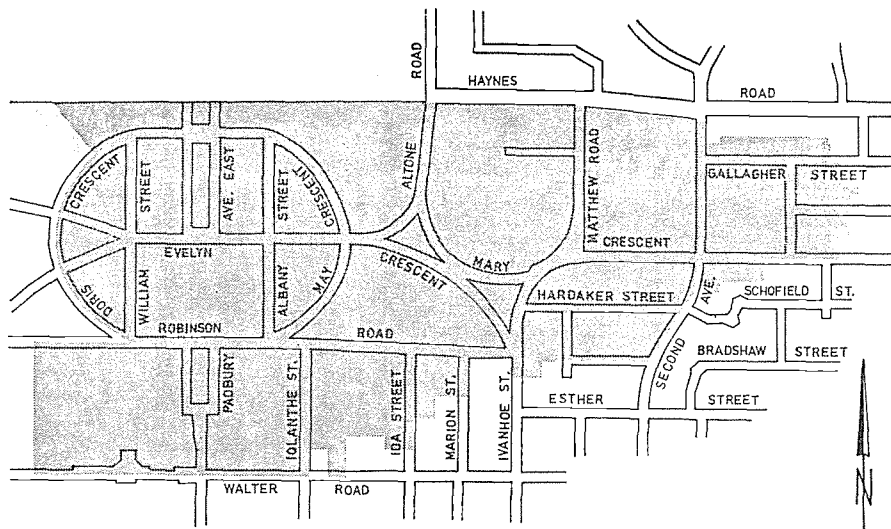 ROAD
HAYNES
ROAD
CRESCENT
STREET
AVE. EAST
STREET
CRESCENT
ALTONE
MATTHEW ROAD
GALLAGHER
STREET
EVELYN
CRESCENT
MARY
CRESCENT
DORIS
WILLIAM
ALBANY
MAY
HARDAKER STREET
AVE.
SCHOFIELD
ST.
ROBINSON
ROAD
SECOND
BRADSHAW
STREET
PADBURY
IOLANTHE ST.
IDA STREET
MARION ST.
IVANHOE ST.
ESTHER
STREET
WALTER
ROAD
N